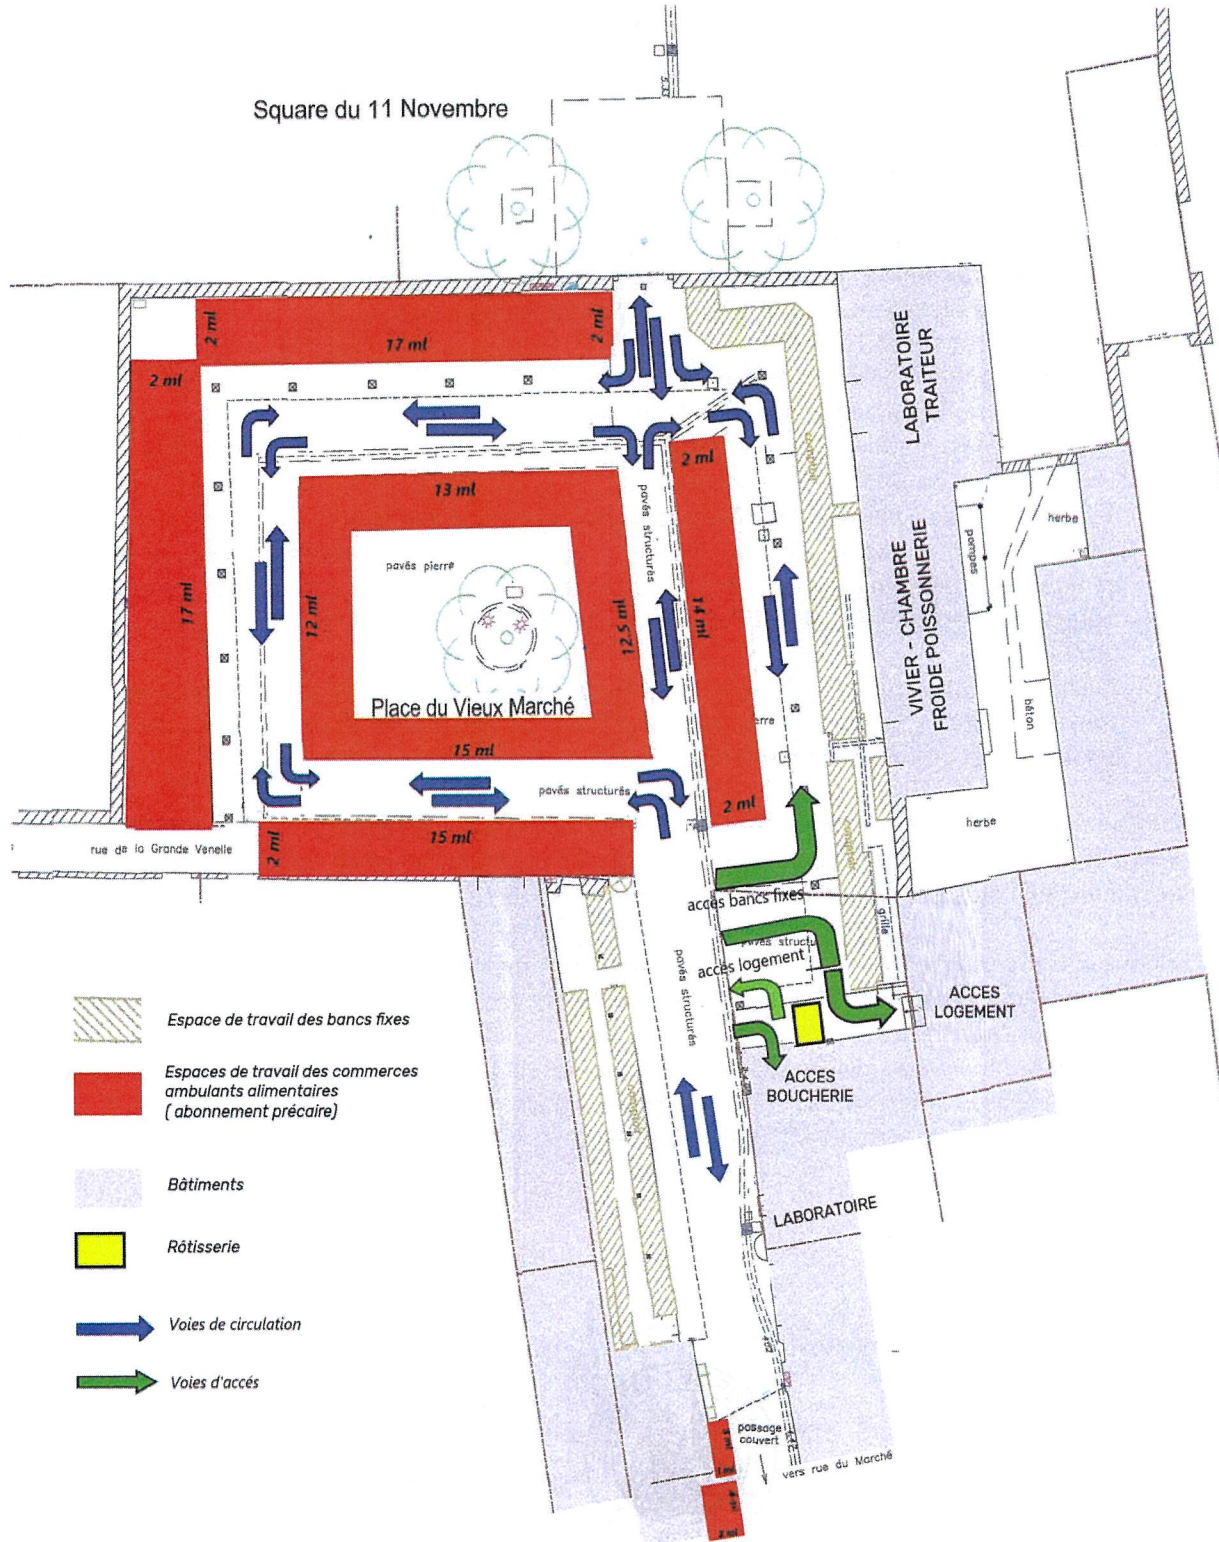 Square du 11 Novembre
2 ml
17 ml
2 ml
2 ml
17 ml
13 ml
12 ml
12.5 ml
15 ml
2 ml
14 ml
2 ml
15 ml
2 ml
pavés pierre
pavés structurés
Place du Vieux Marché
pavés structurés
rue de la Grande Venelle
LABORATOIRE
TRAITEUR
VIVIER - CHAMBRE
FROIDE POISSONNERIE
pompes
herbe
béton
herbe
accès bancs fixes
accès logement
grille
pavés structurés
ACCES
LOGEMENT
ACCES
BOUCHERIE
LABORATOIRE
passage
couvert
vers rue du Marché
1 ml
2 ml
Espace de travail des bancs fixes
Espaces de travail des commerces
ambulants alimentaires
( abonnement précaire)
Bâtiments
Rôtisserie
Voies de circulation
Voies d'accés